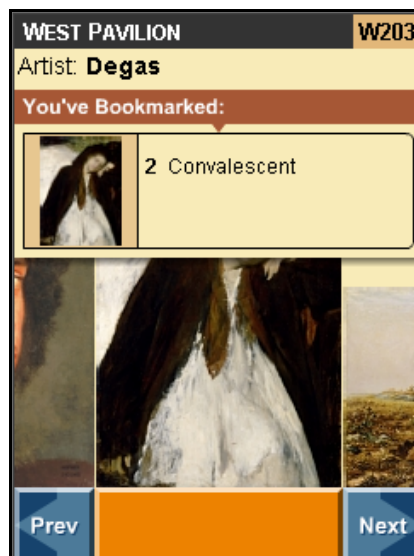 WEST PAVILION W203
Artist: Degas
You've Bookmarked:
2 Convalescent
Prev Next